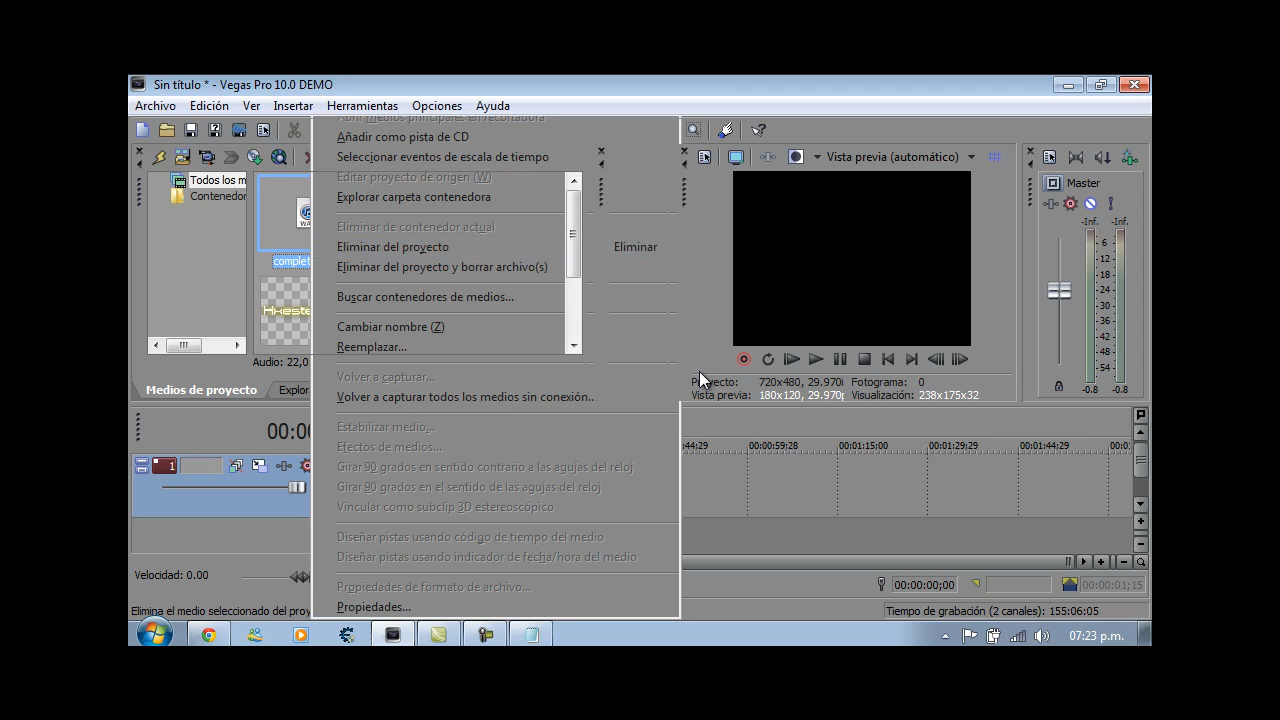 Sin título * - Vegas Pro 10.0 DEMO
Archivo Edición Ver Insertar Herramientas Opciones Ayuda
Abrir medios principales en recortadora
Añadir como pista de CD
Seleccionar eventos de escala de tiempo
Editar proyecto de origen (W)
Explorar carpeta contenedora
Eliminar de contenedor actual
Eliminar del proyecto
Eliminar
Eliminar del proyecto y borrar archivo(s)
Buscar contenedores de medios...
Cambiar nombre (Z)
Reemplazar...
Volver a capturar...
Volver a capturar todos los medios sin conexión..
Estabilizar medio...
Efectos de medios...
Girar 90 grados en sentido contrario a las agujas del reloj
Girar 90 grados en el sentido de las agujas del reloj
Vincular como subclip 3D estereoscópico
Diseñar pistas usando código de tiempo del medio
Diseñar pistas usando indicador de fecha/hora del medio
Propiedades de formato de archivo...
Propiedades...
Todos los m
Contenedor
WA
complet
Hxeste
Audio: 22,0
Medios de proyecto Explor
Vista previa (automático)
Proyecto: 720x480, 29.970i Fotograma: 0
Vista previa: 180x120, 29.970p Visualización: 238x175x32
Master
-Inf. -Inf.
6
12
18
24
30
36
42
48
54
-0.8 -0.8
00:00
:44;29 00:00:59;28 00:01:15;00 00:01:29;29 00:01:44;29 00:0
1
Velocidad: 0.00
00:00:00;00 00:00:01;15
Elimina el medio seleccionado del proy
Tiempo de grabación (2 canales): 155:06:05
07:23 p.m.